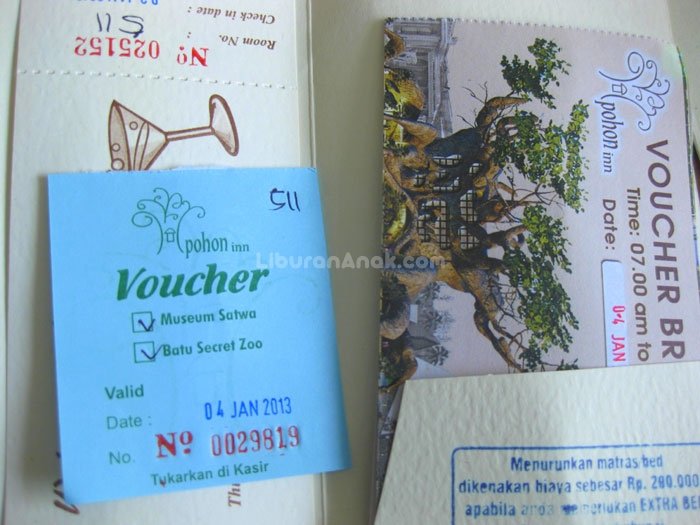 Check in date :
Room No. :
511
No 025152
511
pohon inn
Voucher
Museum Satwa
Batu Secret Zoo
Valid
Date : 04 JAN 2013
No. No 0029819
Tukarkan di Kasir
LiburanAnak.com
pohon inn
VOUCHER BR
Time: 07.00 am to
Date:
04 JAN
Menurunkan matras bed
dikenakan biaya sebesar Rp. 200.000
apabila anda memerlukan EXTRA BE